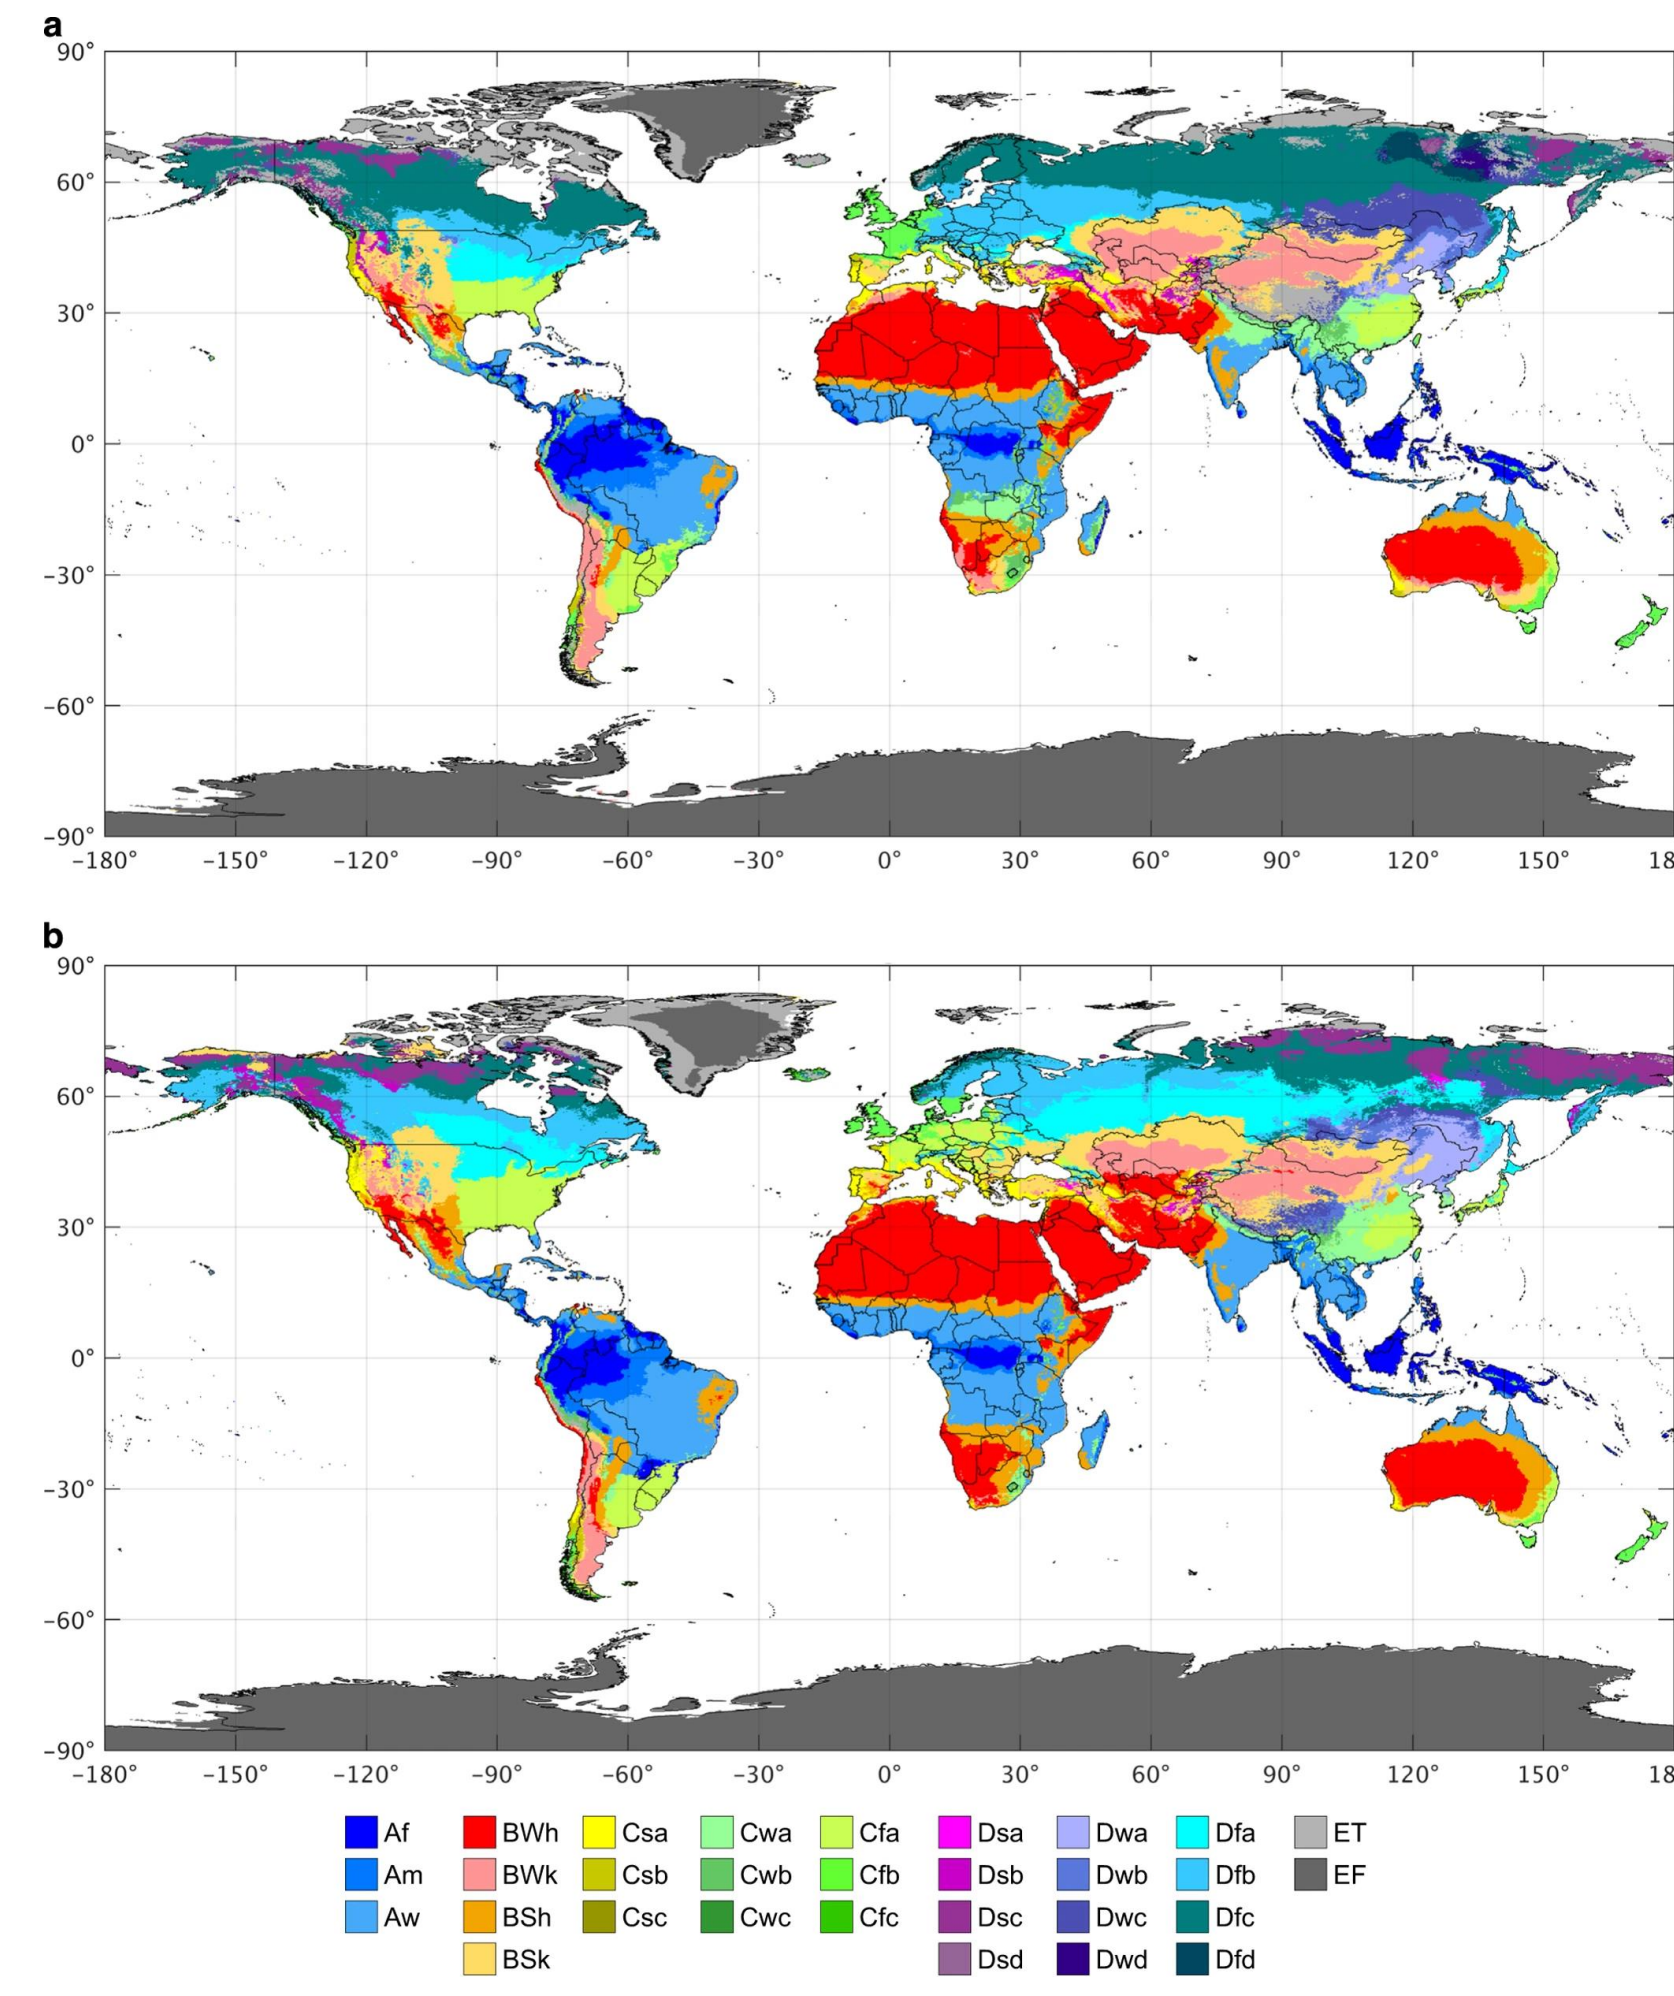 a
90°
60°
30°
0°
−30°
−60°
−90°
−180° −150° −120° −90° −60° −30° 0° 30° 60° 90° 120° 150° 18
b
90°
60°
30°
0°
−30°
−60°
−90°
−180° −150° −120° −90° −60° −30° 0° 30° 60° 90° 120° 150° 18
Af BWh Csa Cwa Cfa Dsa Dwa Dfa ET
Am BWk Csb Cwb Cfb Dsb Dwb Dfb EF
Aw BSh Csc Cwc Cfc Dsc Dwc Dfc
BSk Dsd Dwd Dfd